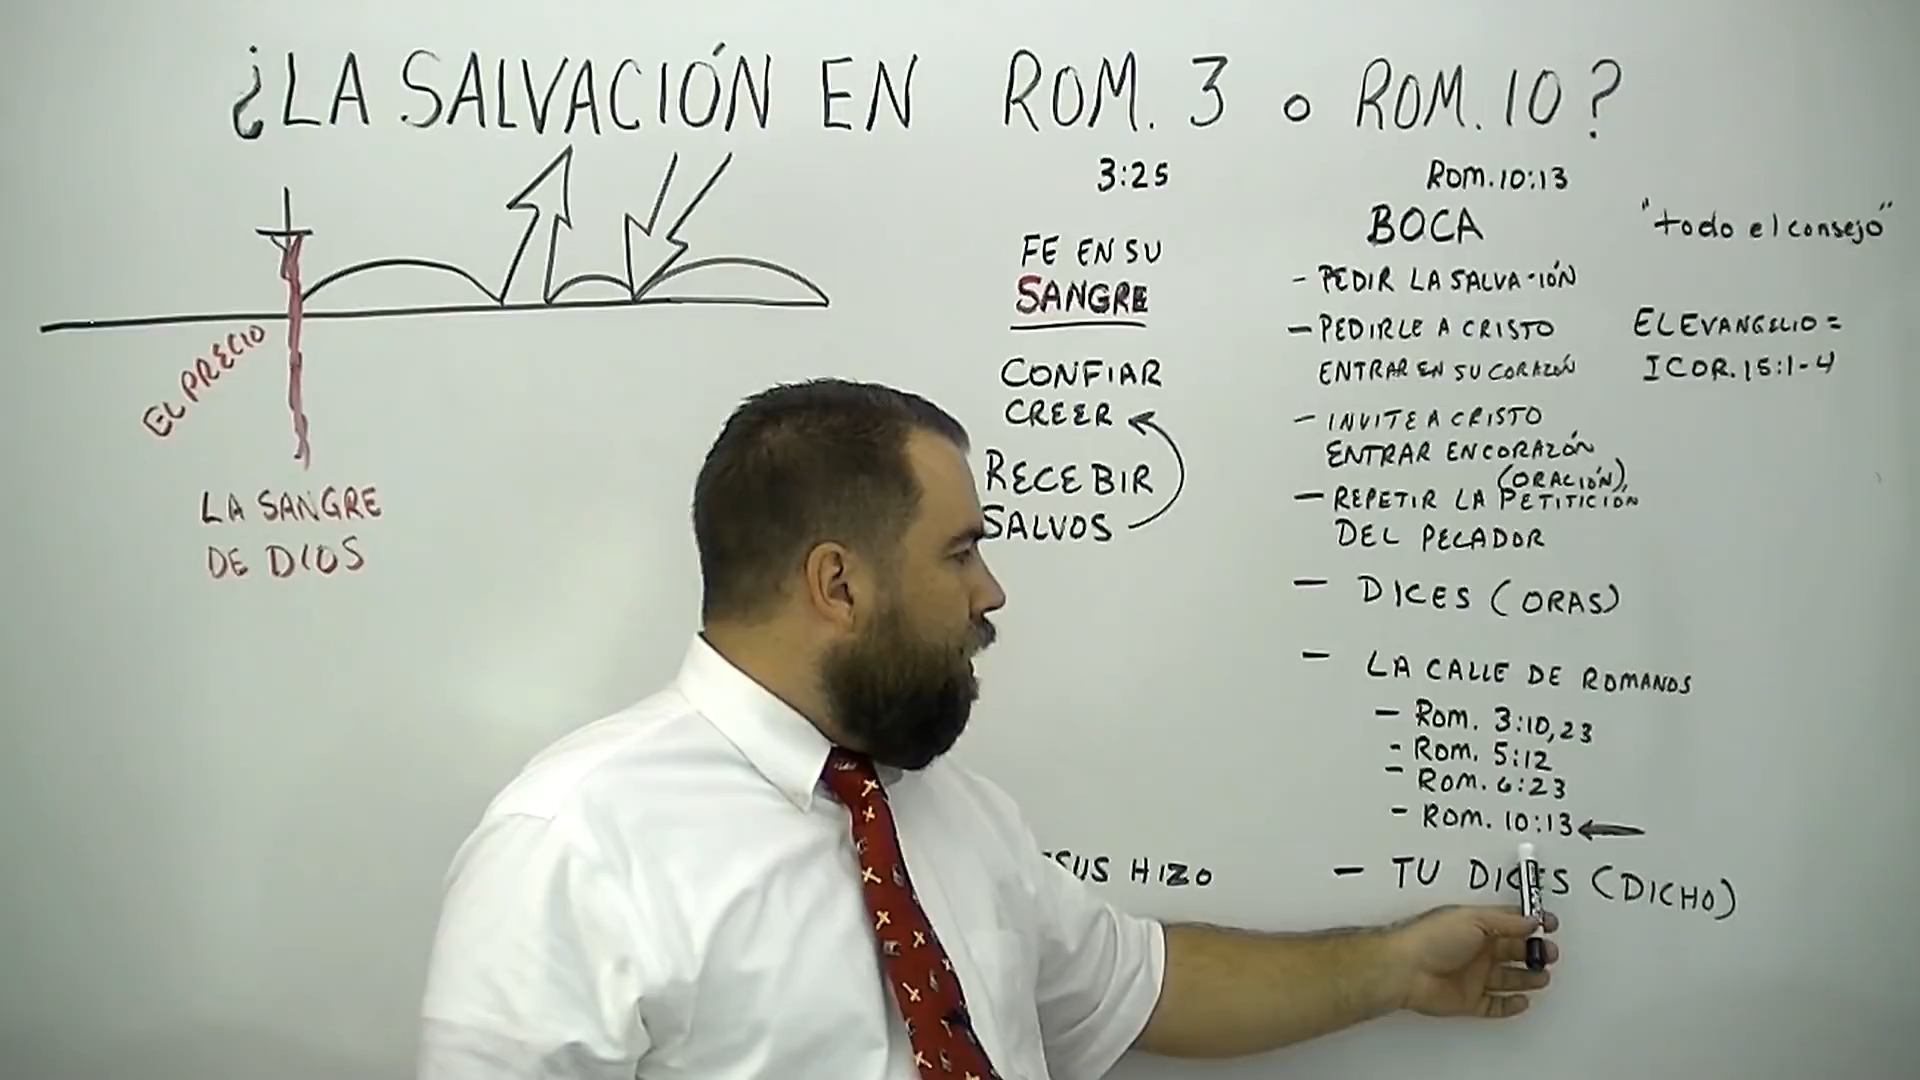 ¿LA SALVACIÓN EN ROM. 3 o ROM. 10?
EL PRECIO
LA SANGRE
DE DIOS
3:25
FE EN SU
SANGRE
CONFIAR
CREER
RECEBIR
SALVOS
HIZO
ROM. 10:13
BOCA
- PEDIR LA SALVACIÓN
- PEDIRLE A CRISTO
ENTRAR EN SU CORAZÓN
- INVITE A CRISTO
ENTRAR EN CORAZÓN
(ORACIÓN)
- REPETIR LA PETITICIÓN
DEL PECADOR
- DICES (ORAS)
- LA CALLE DE ROMANOS
- ROM. 3:10,23
- ROM. 5:12
- ROM. 6:23
- ROM. 10:13
- TU DICES (DICHO)
"todo el consejo"
EL EVANGELIO =
I COR. 15:1-4